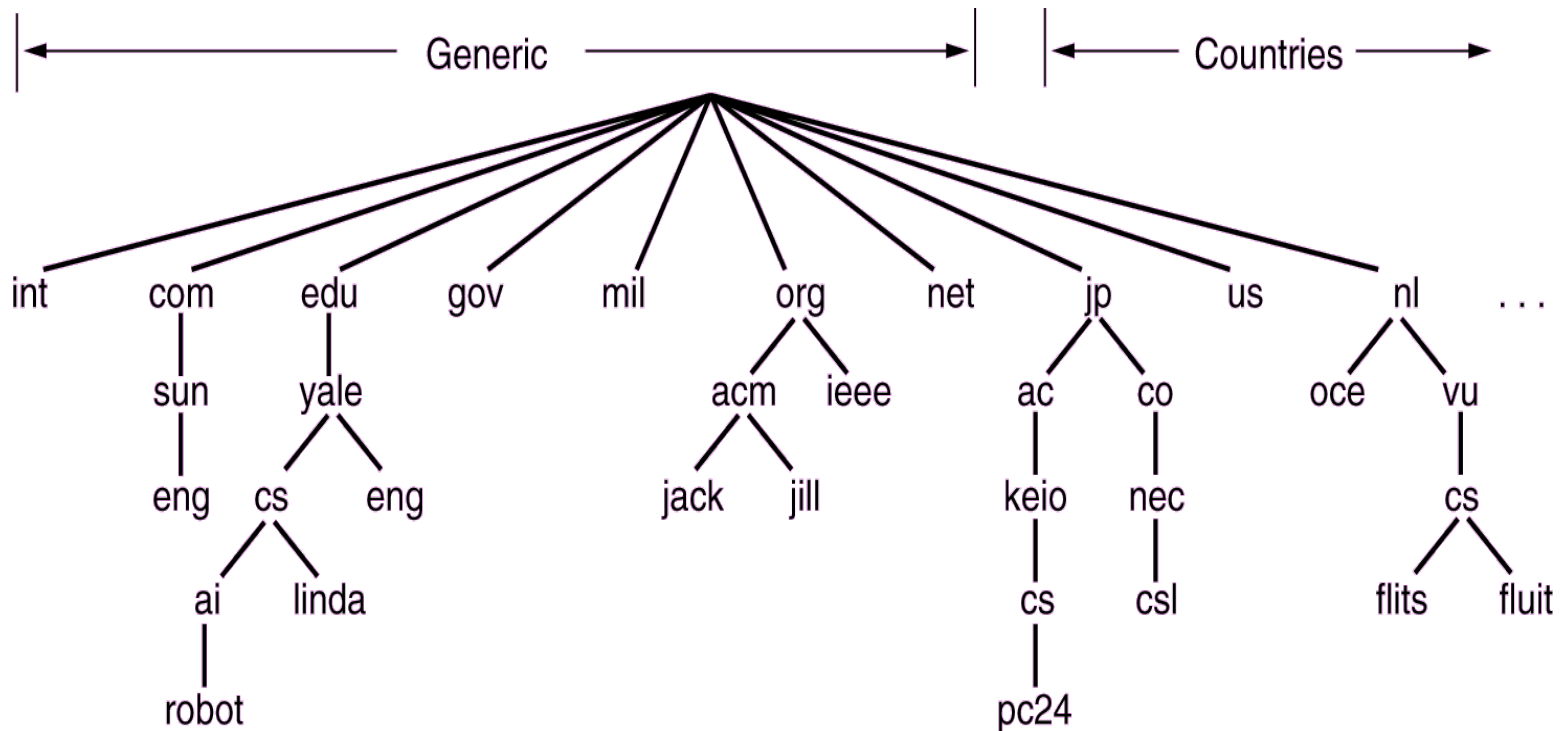 Generic Countries
int com edu gov mil org net jp us nl . . .
sun yale acm ieee ac co oce vu
eng cs eng jack jill keio nec cs
ai linda cs csl flits fluit
robot pc24